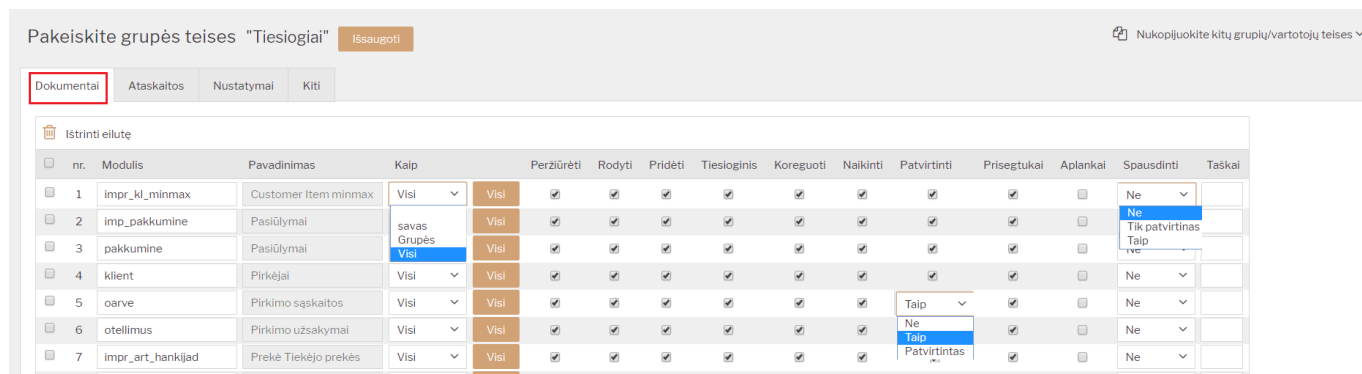 Pakeiskite grupės teises "Tiesiogiai" Išsaugoti Nukopijuokite kitų grupių/vartotojų teises
Dokumentai Ataskaitos Nustatymai Kiti
Ištrinti eilutę
nr. Modulis Pavadinimas Kaip Peržiūrėti Rodyti Pridėti Tiesioginis Koreguoti Naikinti Patvirtinti Prisegtukai Aplankai Spausdinti Taškai
1 impr_kl_minmax Customer Item minmax Visi Visi Ne
2 imp_pakkumine Pasiūlymai savas Visi Ne
Grupės Tik patvirtinas
3 pakkumine Pasiūlymai Visi Visi Taip
4 klient Pirkėjai Visi Visi Ne
5 oarve Pirkimo sąskaitos Visi Visi Taip Ne
6 otellimus Pirkimo užsakymai Visi Visi Ne Ne
Taip
7 impr_art_hankijad Prekė Tiekėjo prekės Visi Visi Patvirtintas Ne